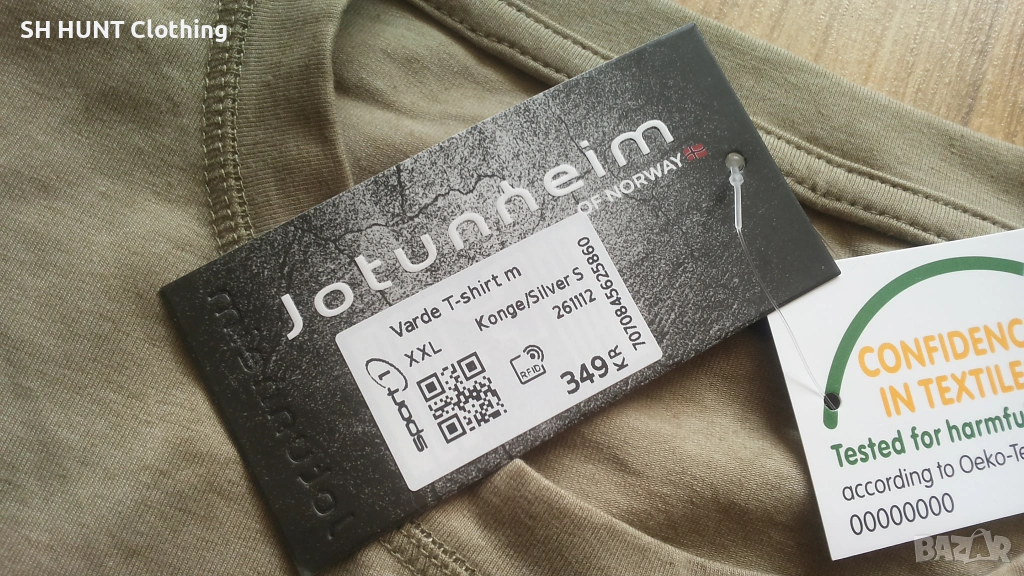 SH HUNT Clothing
Jotunheim
OF NORWAY
Jotunheim
Varde T-shirt m
Konge/Silver S
XXL
261112
RFID
349 KR
7070845625860
L Sport
CONFIDENC
IN TEXTILE
Tested for harmfu
according to Oeko-Te
00000000
BAZAR